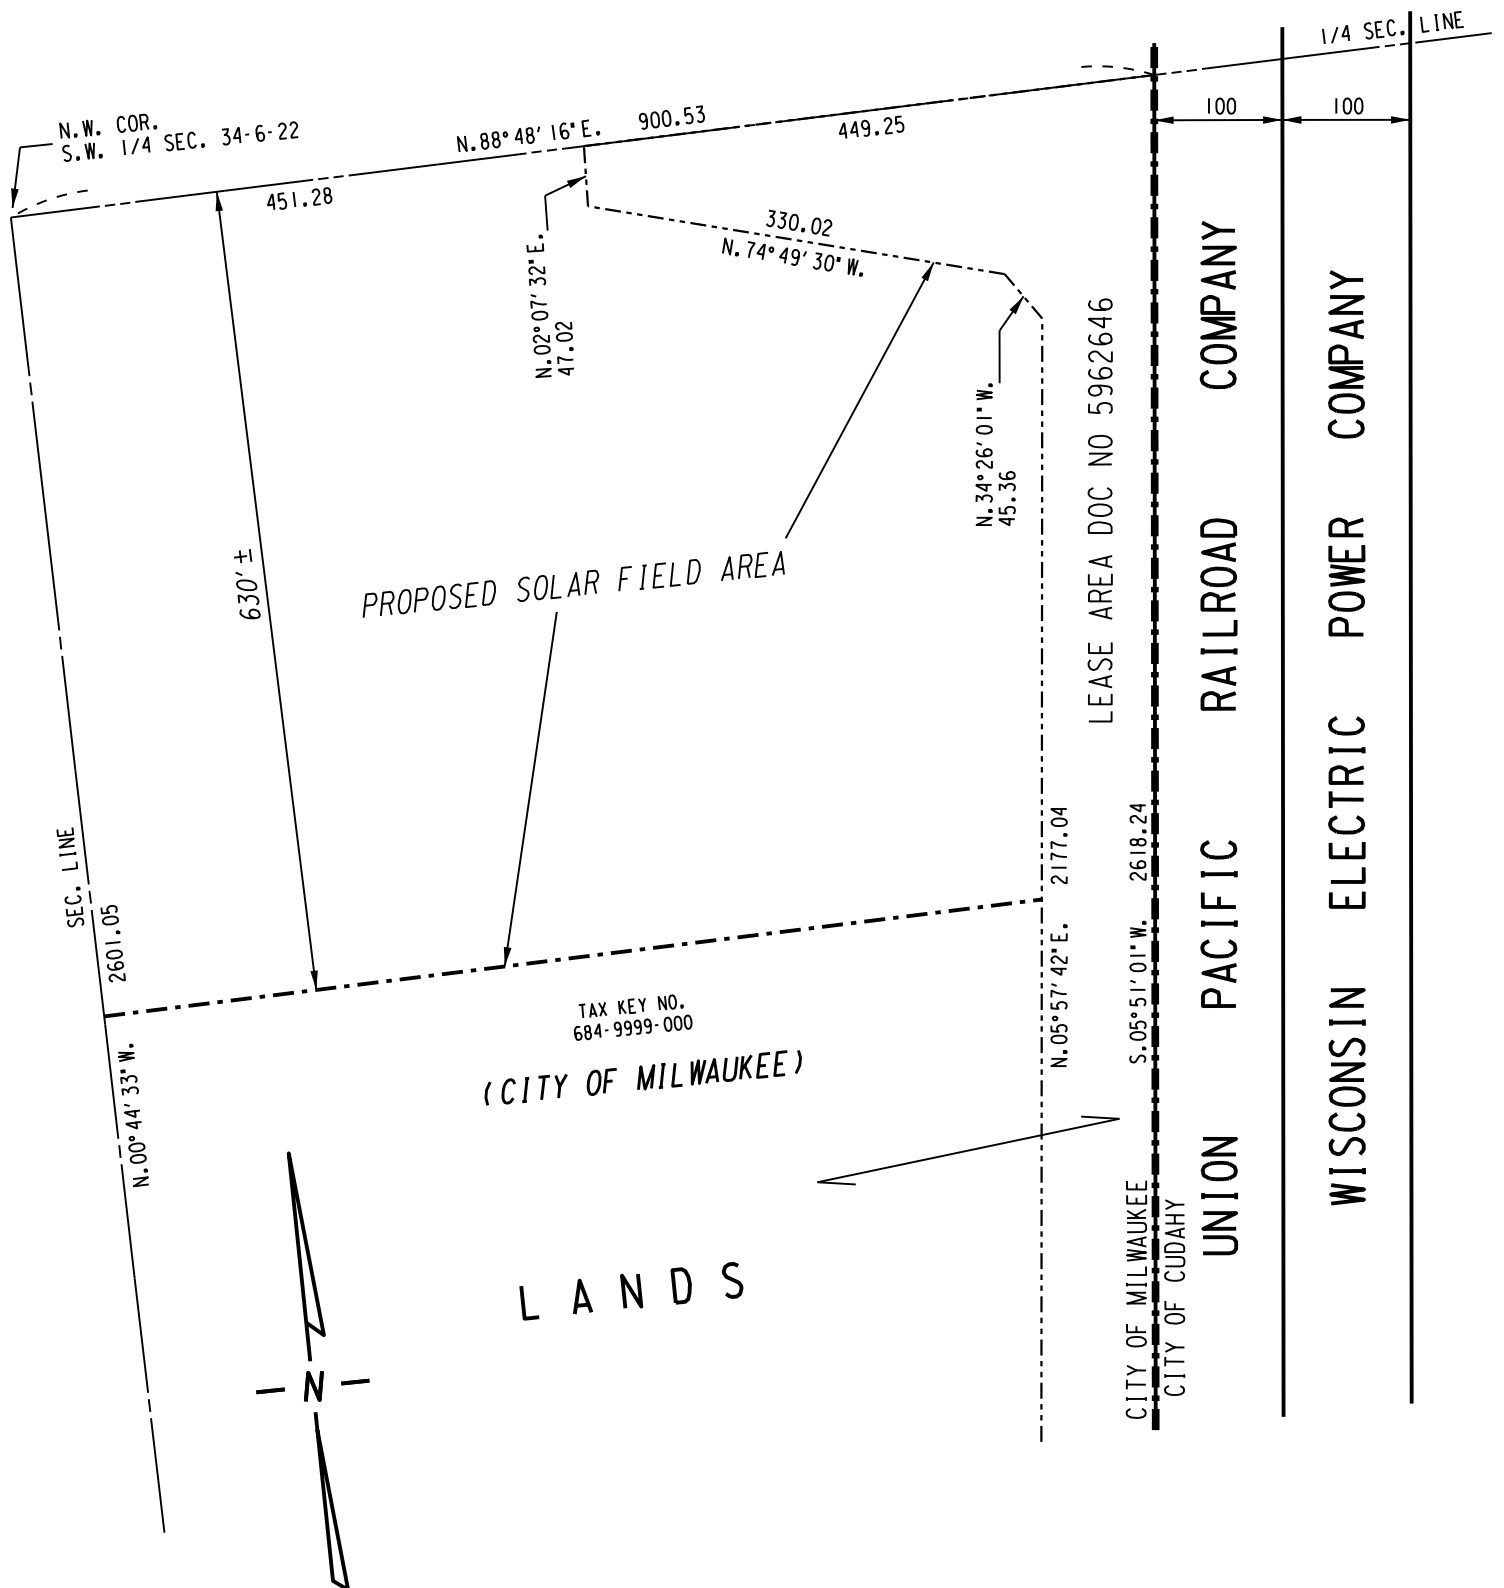 1/4 SEC. LINE
N.W. COR.
S.W. 1/4 SEC. 34-6-22
N.88°48'16"E.
900.53
449.25
451.28
100
100
330.02
N.74°49'30"W.
N.02°07'32"E.
47.02
N.34°26'01"W.
45.36
630'±
PROPOSED SOLAR FIELD AREA
LEASE AREA DOC NO 5962646
SEC. LINE
2601.05
N.00°44'33"W.
N.05°57'42"E. 2177.04
S.05°51'01"W. 2618.24
TAX KEY NO.
684-9999-000
(CITY OF MILWAUKEE)
LANDS
N
CITY OF MILWAUKEE
CITY OF CUDAHY
UNION PACIFIC RAILROAD COMPANY
WISCONSIN ELECTRIC POWER COMPANY